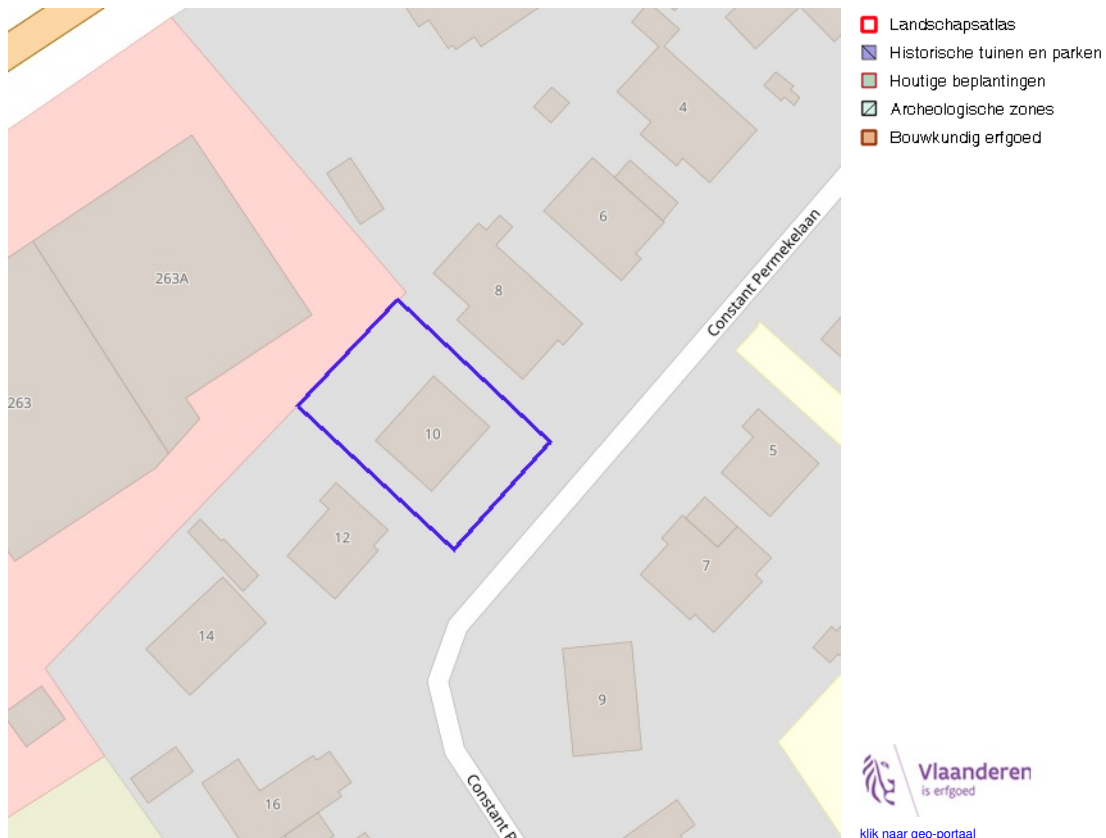 Landschapsatlas
Historische tuinen en parken
Houtige beplantingen
Archeologische zones
Bouwkundig erfgoed
4
6
263A
8
Constant Permekelaan
263
10
5
12
7
14
9
16
Constant P
Vlaanderen
is erfgoed
klik naar geo-portaal